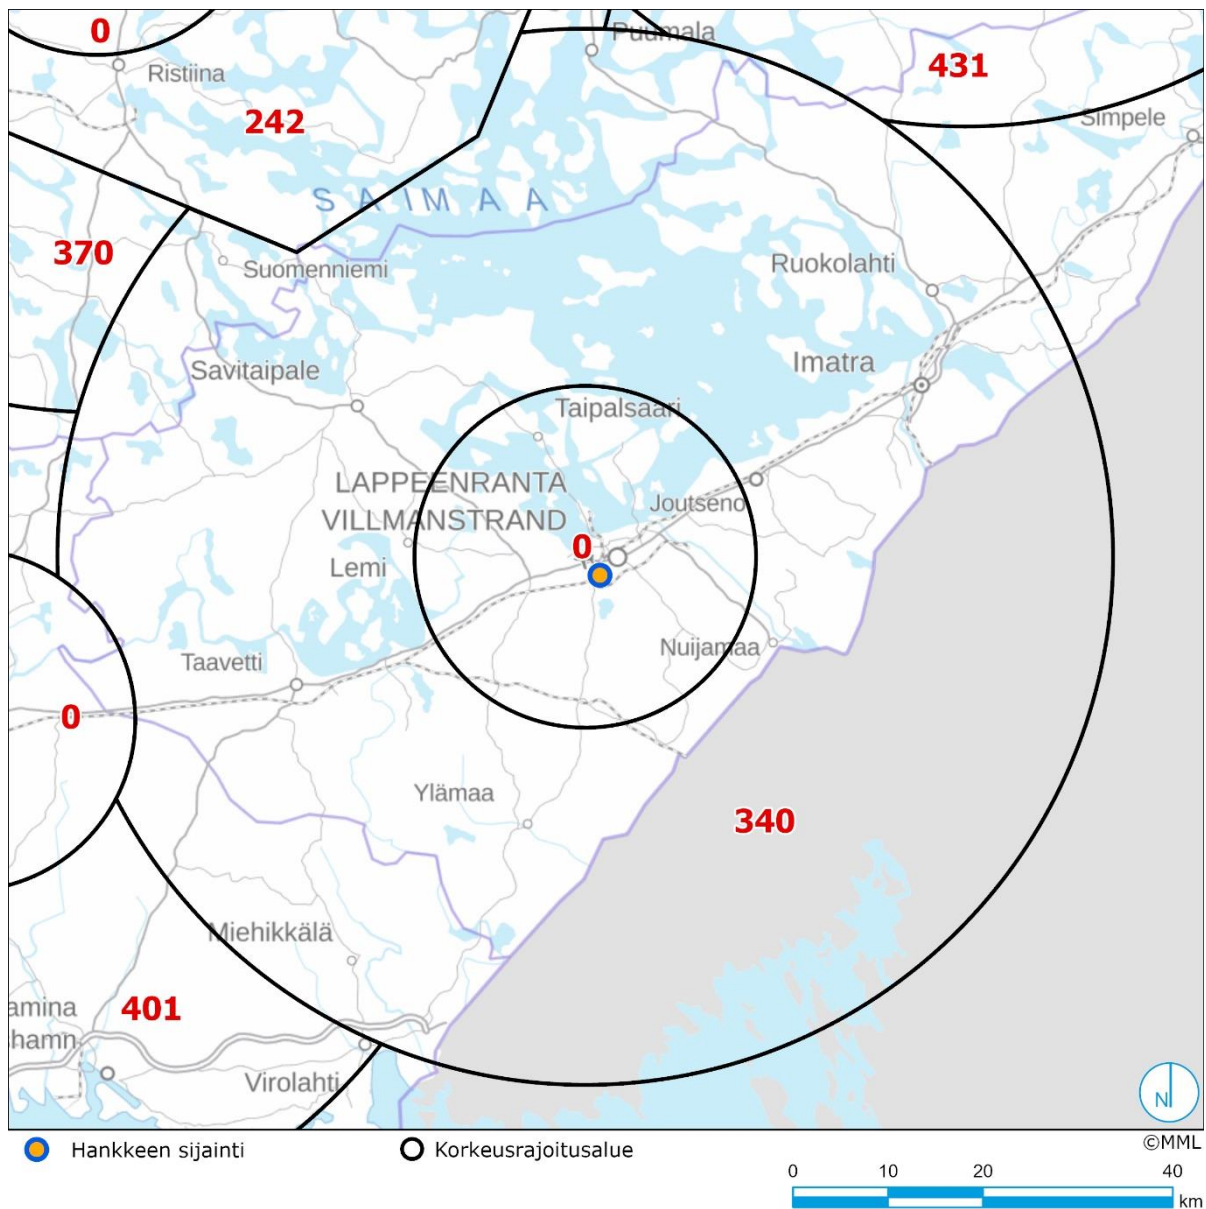 0
Puumala
Ristiina
431
242
Simpele
SAIMAA
370
Suomenniemi
Ruokolahti
Savitaipale
Imatra
Taipalsaari
LAPPEENRANTA
VILLMANSTRAND
Joutseno
0
Lemi
Nuijamaa
Taavetti
0
Ylämaa
340
Miehikkälä
401
amina
hamn
Virolahti
N
©MML
Hankkeen sijainti
Korkeusrajoitusalue
0 10 20 40
km